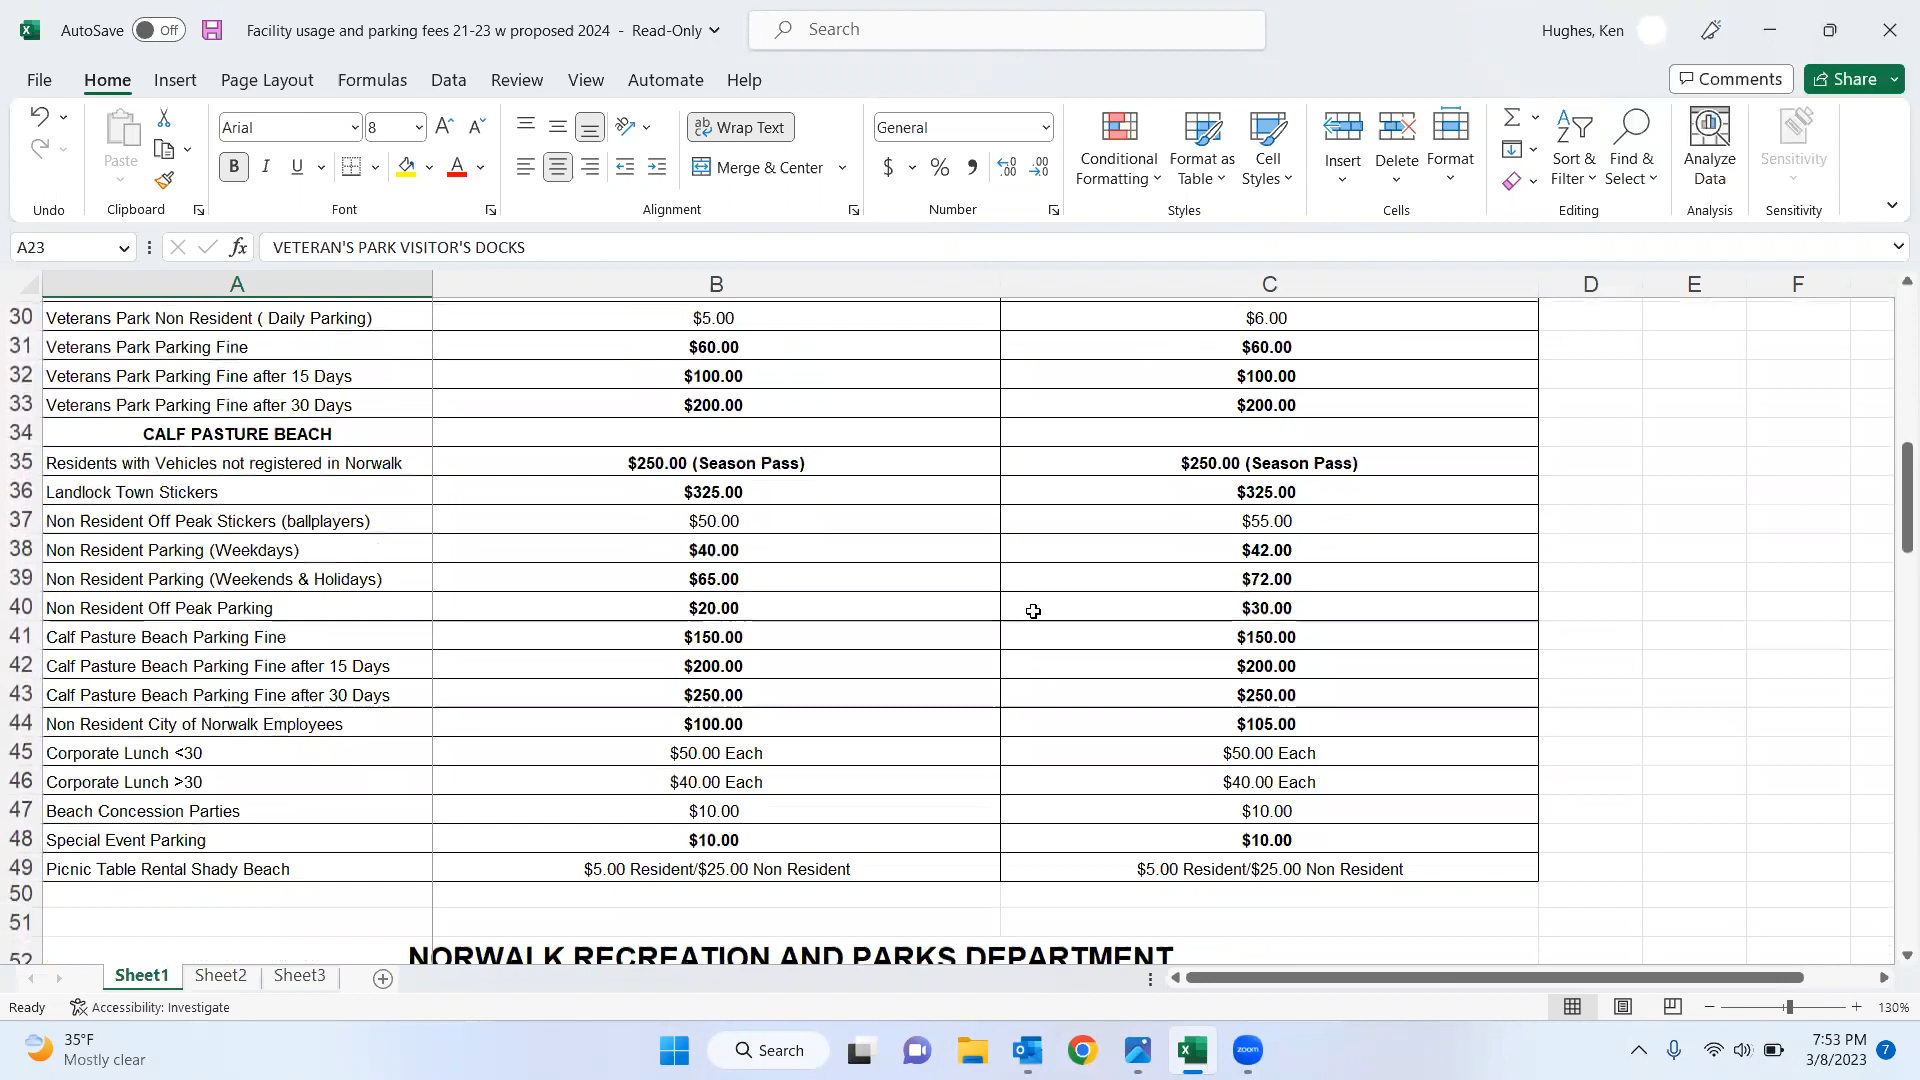 AutoSave Off Facility usage and parking fees 21-23 w proposed 2024 - Read-Only Search Hughes, Ken
File Home Insert Page Layout Formulas Data Review View Automate Help Comments Share
Arial 8 Wrap Text General
Paste B I U Merge & Center $ % Conditional Formatting Format as Table Cell Styles Insert Delete Format Sort & Filter Find & Select Analyze Data Sensitivity
Undo Clipboard Font Alignment Number Styles Cells Editing Analysis Sensitivity
A23 fx VETERAN'S PARK VISITOR'S DOCKS
A B C D E F
30 Veterans Park Non Resident ( Daily Parking) $5.00 $6.00
31 Veterans Park Parking Fine $60.00 $60.00
32 Veterans Park Parking Fine after 15 Days $100.00 $100.00
33 Veterans Park Parking Fine after 30 Days $200.00 $200.00
34 CALF PASTURE BEACH
35 Residents with Vehicles not registered in Norwalk $250.00 (Season Pass) $250.00 (Season Pass)
36 Landlock Town Stickers $325.00 $325.00
37 Non Resident Off Peak Stickers (ballplayers) $50.00 $55.00
38 Non Resident Parking (Weekdays) $40.00 $42.00
39 Non Resident Parking (Weekends & Holidays) $65.00 $72.00
40 Non Resident Off Peak Parking $20.00 $30.00
41 Calf Pasture Beach Parking Fine $150.00 $150.00
42 Calf Pasture Beach Parking Fine after 15 Days $200.00 $200.00
43 Calf Pasture Beach Parking Fine after 30 Days $250.00 $250.00
44 Non Resident City of Norwalk Employees $100.00 $105.00
45 Corporate Lunch <30 $50.00 Each $50.00 Each
46 Corporate Lunch >30 $40.00 Each $40.00 Each
47 Beach Concession Parties $10.00 $10.00
48 Special Event Parking $10.00 $10.00
49 Picnic Table Rental Shady Beach $5.00 Resident/$25.00 Non Resident $5.00 Resident/$25.00 Non Resident
50
51
52 NORWALK RECREATION AND PARKS DEPARTMENT
Sheet1 Sheet2 Sheet3
Ready Accessibility: Investigate 130%
35°F
Mostly clear
Search
zoom
7:53 PM
3/8/2023
7